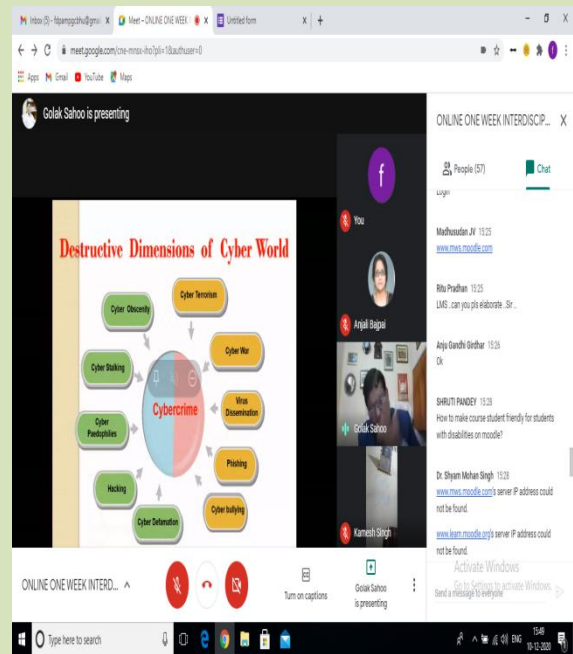 Inbox (5) - fdpampgcbhu@gmai
Meet – ONLINE ONE WEEK I
Untitled form
meet.google.com/cne-mnsx-iho?pli=1&authuser=0
Apps
Gmail
YouTube
Maps
Golak Sahoo is presenting
Destructive Dimensions of Cyber World
Cyber Terrorism
Cyber Obscenity
Cyber War
Cyber Stalking
Cybercrime
Virus
Dissemination
Cyber
Paedophilies
Phishing
Hacking
Cyber bullying
Cyber Defamation
f
You
Anjali Bajpai
Golak Sahoo
Kamesh Singh
ONLINE ONE WEEK INTERDISCIP...
People (57)
Chat
Login
Madhusudan JV 15:25
www.mws.moodle.com
Ritu Pradhan 15:25
LMS ..can you pls elaborate ..Sir ..
Anju Gandhi Girdhar 15:26
Ok
SHRUTI PANDEY 15:28
How to make course student friendly for students
with disabilities on moodle?
Dr. Shyam Mohan Singh 15:28
www.mws.moodle.com's server IP address could
not be found.
www.learn.moodle.org's server IP address could
not be found.
Activate Windows
Go to Settings to activate Windows.
Send a message to everyone
ONLINE ONE WEEK INTERD...
Turn on captions
Golak Sahoo
is presenting
Type here to search
ENG
15:49
10-12-2020